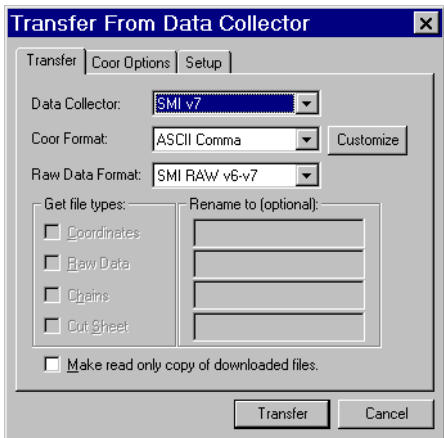 Transfer From Data Collector
Transfer Coor Options Setup
Data Collector: SMI v7
Coor Format: ASCII Comma Customize
Raw Data Format: SMI RAW v6-v7
Get file types: Rename to (optional):
Coordinates
Raw Data
Chains
Cut Sheet
Make read only copy of downloaded files.
Transfer Cancel